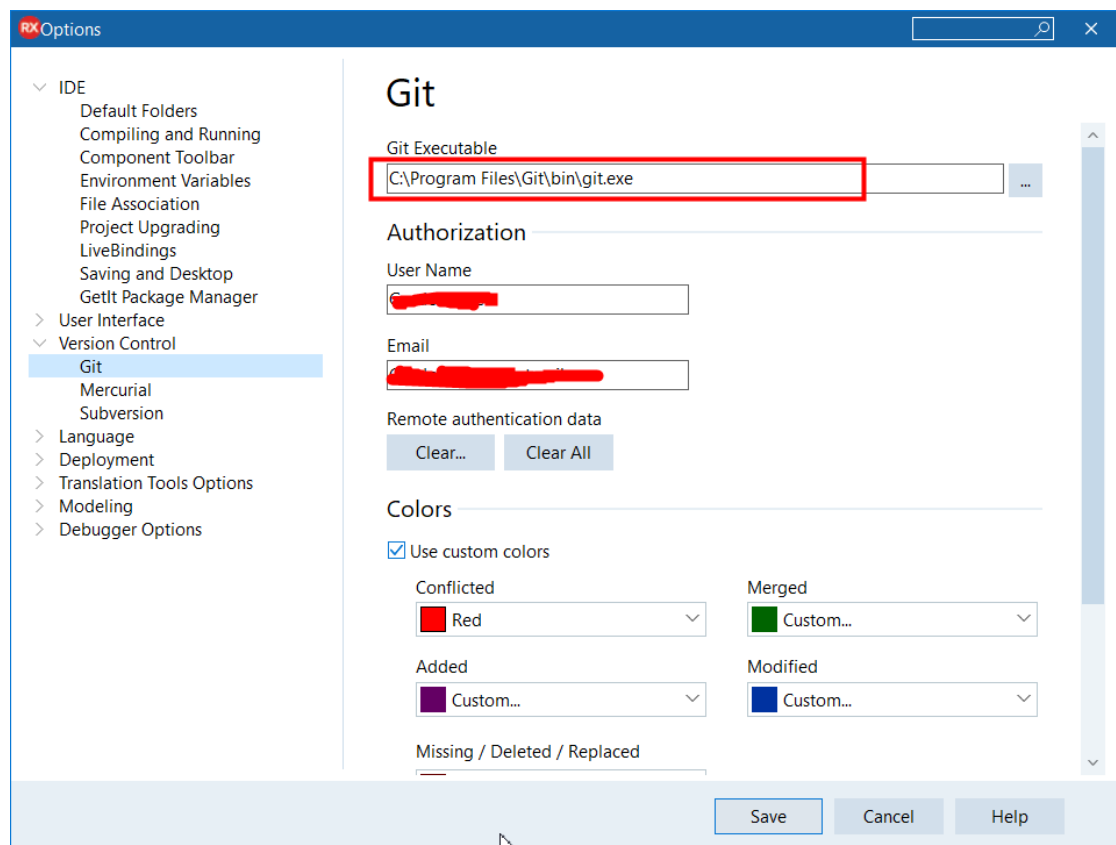 RX Options
IDE
Default Folders
Compiling and Running
Component Toolbar
Environment Variables
File Association
Project Upgrading
LiveBindings
Saving and Desktop
GetIt Package Manager
User Interface
Version Control
Git
Mercurial
Subversion
Language
Deployment
Translation Tools Options
Modeling
Debugger Options
Git
Git Executable
C:\Program Files\Git\bin\git.exe
...
Authorization
User Name
Email
Remote authentication data
Clear... Clear All
Colors
Use custom colors
Conflicted Merged
Red Custom...
Added Modified
Custom... Custom...
Missing / Deleted / Replaced
Save Cancel Help